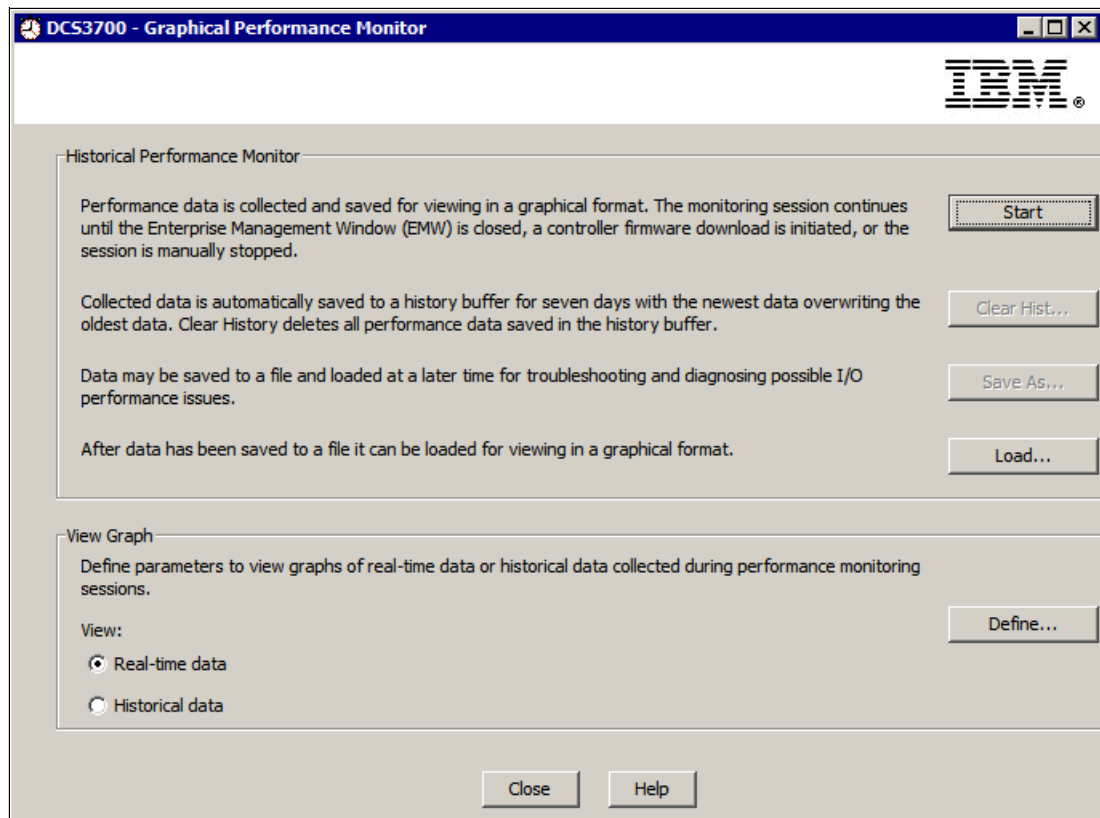 DCS3700 - Graphical Performance Monitor
IBM®
Historical Performance Monitor
Performance data is collected and saved for viewing in a graphical format. The monitoring session continues
until the Enterprise Management Window (EMW) is closed, a controller firmware download is initiated, or the
session is manually stopped.
Start
Collected data is automatically saved to a history buffer for seven days with the newest data overwriting the
oldest data. Clear History deletes all performance data saved in the history buffer.
Clear Hist...
Data may be saved to a file and loaded at a later time for troubleshooting and diagnosing possible I/O
performance issues.
Save As...
After data has been saved to a file it can be loaded for viewing in a graphical format.
Load...
View Graph
Define parameters to view graphs of real-time data or historical data collected during performance monitoring
sessions.
Define...
View:
Real-time data
Historical data
Close Help